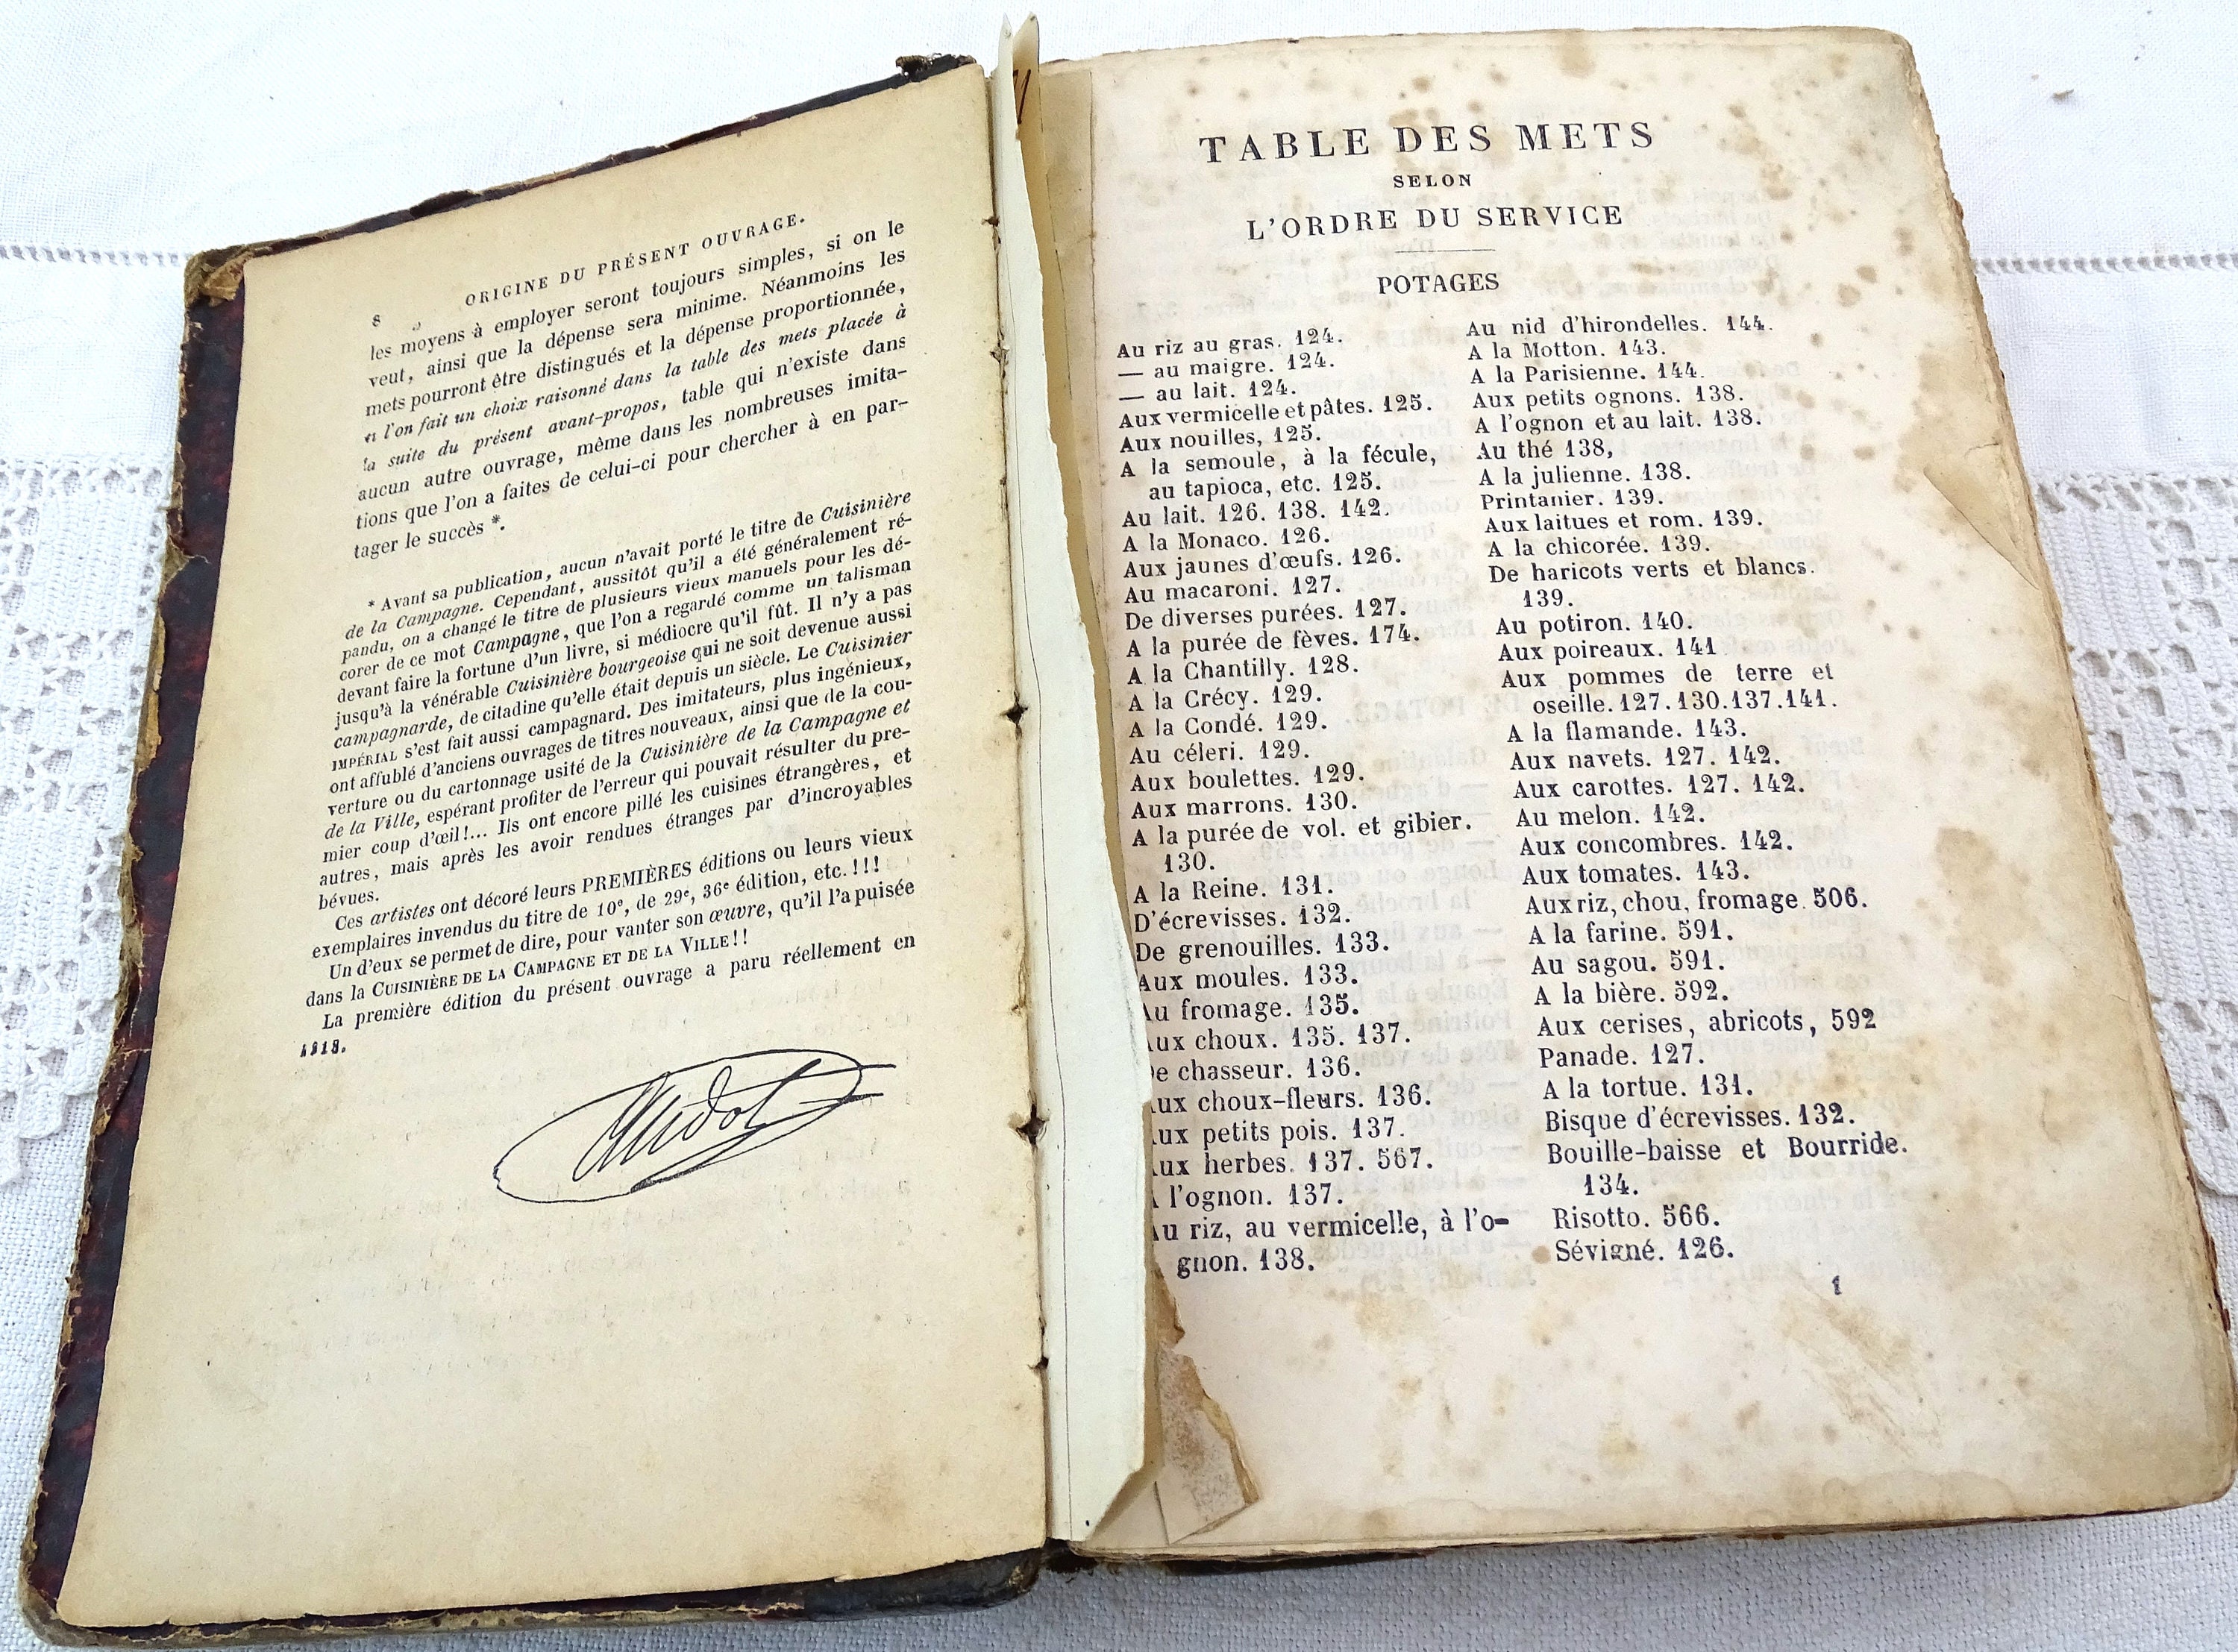 8
ORIGINE DU PRÉSENT OUVRAGE.
les moyens à employer seront toujours simples, si on le
veut, ainsi que la dépense sera minime. Néanmoins les
mets pourront être distingués et la dépense proportionnée,
si l'on fait un choix raisonné dans la table des mets placée à
la suite du présent avant-propos, table qui n'existe dans
aucun autre ouvrage, même dans les nombreuses imita-
tions que l'on a faites de celui-ci pour chercher à en par-
tager le succès *.
* Avant sa publication, aucun n'avait porté le titre de Cuisinière
de la Campagne. Cependant, aussitôt qu'il a été généralement ré-
pandu, on a changé le titre de plusieurs vieux manuels pour les dé-
corer de ce mot Campagne, que l'on a regardé comme un talisman
devant faire la fortune d'un livre, si médiocre qu'il fût. Il n'y a pas
jusqu'à la vénérable Cuisinière bourgeoise qui ne soit devenue aussi
campagnarde, de citadine qu'elle était depuis un siècle. Le Cuisinier
IMPÉRIAL s'est fait aussi campagnard. Des imitateurs, plus ingénieux,
ont affublé d'anciens ouvrages de titres nouveaux, ainsi que de la cou-
verture ou du cartonnage usité de la Cuisinière de la Campagne et
de la Ville, espérant profiter de l'erreur qui pouvait résulter du pre-
mier coup d'œil!... Ils ont encore pillé les cuisines étrangères, et
autres, mais après les avoir rendues étranges par d'incroyables
bévues.
Ces artistes ont décoré leurs PREMIÈRES éditions ou leurs vieux
exemplaires invendus du titre de 10e, de 29e, 36e édition, etc.!!!
Un d'eux se permet de dire, pour vanter son œuvre, qu'il l'a puisée
dans la CUISINIÈRE DE LA CAMPAGNE ET DE LA VILLE!!
La première édition du présent ouvrage a paru réellement en
1818.
Audot
TABLE DES METS
SELON
L'ORDRE DU SERVICE
POTAGES
Au riz au gras. 124.
— au maigre. 124.
— au lait. 124.
Aux vermicelle et pâtes. 125.
Aux nouilles, 125.
A la semoule, à la fécule,
au tapioca, etc. 125.
Au lait. 126. 138. 142.
A la Monaco. 126.
Aux jaunes d'œufs. 126.
Au macaroni. 127.
De diverses purées. 127.
A la purée de fèves. 174.
A la Chantilly. 128.
A la Crécy. 129.
A la Condé. 129.
Au céleri. 129.
Aux boulettes. 129.
Aux marrons. 130.
A la purée de vol. et gibier.
130.
A la Reine. 131.
D'écrevisses. 132.
De grenouilles. 133.
Aux moules. 133.
Au fromage. 135.
Aux choux. 135. 137.
De chasseur. 136.
Aux choux-fleurs. 136.
Aux petits pois. 137.
Aux herbes. 137. 567.
A l'ognon. 137.
Au riz, au vermicelle, à l'o-
gnon. 138.
Au nid d'hirondelles. 144.
A la Motton. 143.
A la Parisienne. 144.
Aux petits ognons. 138.
A l'ognon et au lait. 138.
Au thé 138,
A la julienne. 138.
Printanier. 139.
Aux laitues et rom. 139.
A la chicorée. 139.
De haricots verts et blancs.
139.
Au potiron. 140.
Aux poireaux. 141
Aux pommes de terre et
oseille. 127. 130. 137. 141.
A la flamande. 143.
Aux navets. 127. 142.
Aux carottes. 127. 142.
Au melon. 142.
Aux concombres. 142.
Aux tomates. 143.
Aux riz, chou, fromage. 506.
A la farine. 591.
Au sagou. 591.
A la bière. 592.
Aux cerises, abricots, 592
Panade. 127.
A la tortue. 131.
Bisque d'écrevisses. 132.
Bouille-baisse et Bourride.
134.
Risotto. 566.
Sévigné. 126.
1